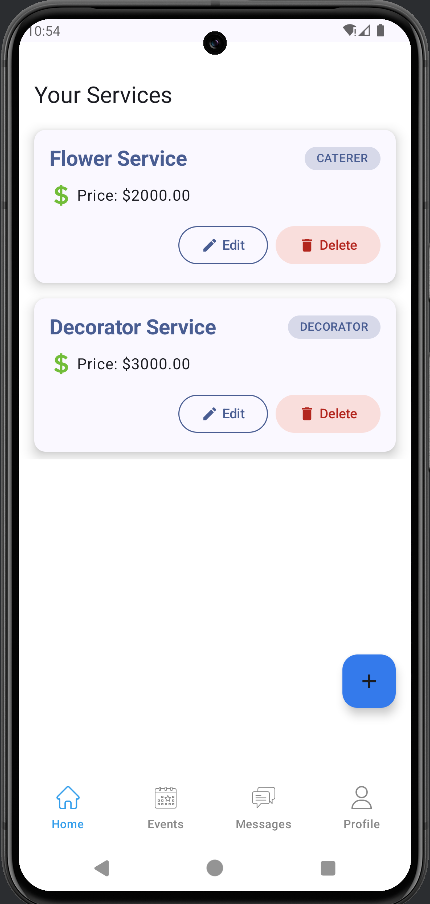 10:54
Your Services
Flower Service
CATERER
$ Price: $2000.00
Edit
Delete
Decorator Service
DECORATOR
$ Price: $3000.00
Edit
Delete
+
Home
Events
Messages
Profile